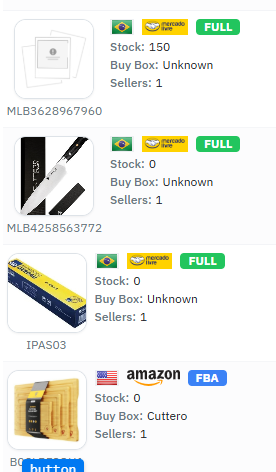 mercado livre FULL
Stock: 150
Buy Box: Unknown
Sellers: 1
MLB3628967960
mercado livre FULL
Stock: 0
Buy Box: Unknown
Sellers: 1
MLB4258563772
mercado livre FULL
Stock: 0
Buy Box: Unknown
Sellers: 1
IPAS03
amazon FBA
Stock: 0
Buy Box: Cuttero
Sellers: 1
button